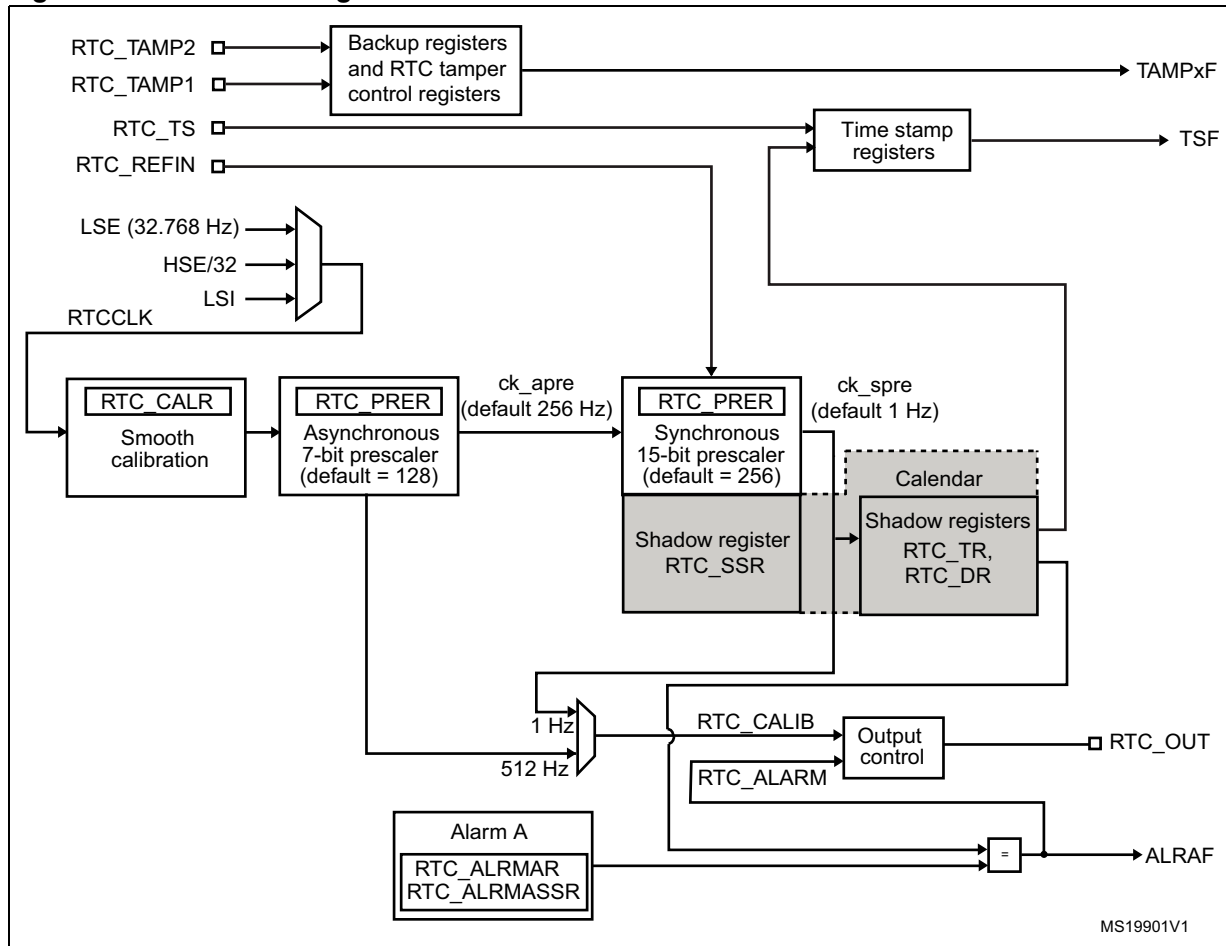 RTC_TAMP2
RTC_TAMP1
Backup registers
and RTC tamper
control registers
TAMPxF
RTC_TS
RTC_REFIN
Time stamp
registers
TSF
LSE (32.768 Hz)
HSE/32
LSI
RTCCLK
RTC_CALR
Smooth
calibration
RTC_PRER
Asynchronous
7-bit prescaler
(default = 128)
ck_apre
(default 256 Hz)
RTC_PRER
Synchronous
15-bit prescaler
(default = 256)
ck_spre
(default 1 Hz)
Calendar
Shadow register
RTC_SSR
Shadow registers
RTC_TR,
RTC_DR
1 Hz
512 Hz
RTC_CALIB
RTC_ALARM
Output
control
RTC_OUT
Alarm A
RTC_ALRMAR
RTC_ALRMASSR
=
ALRAF
MS19901V1